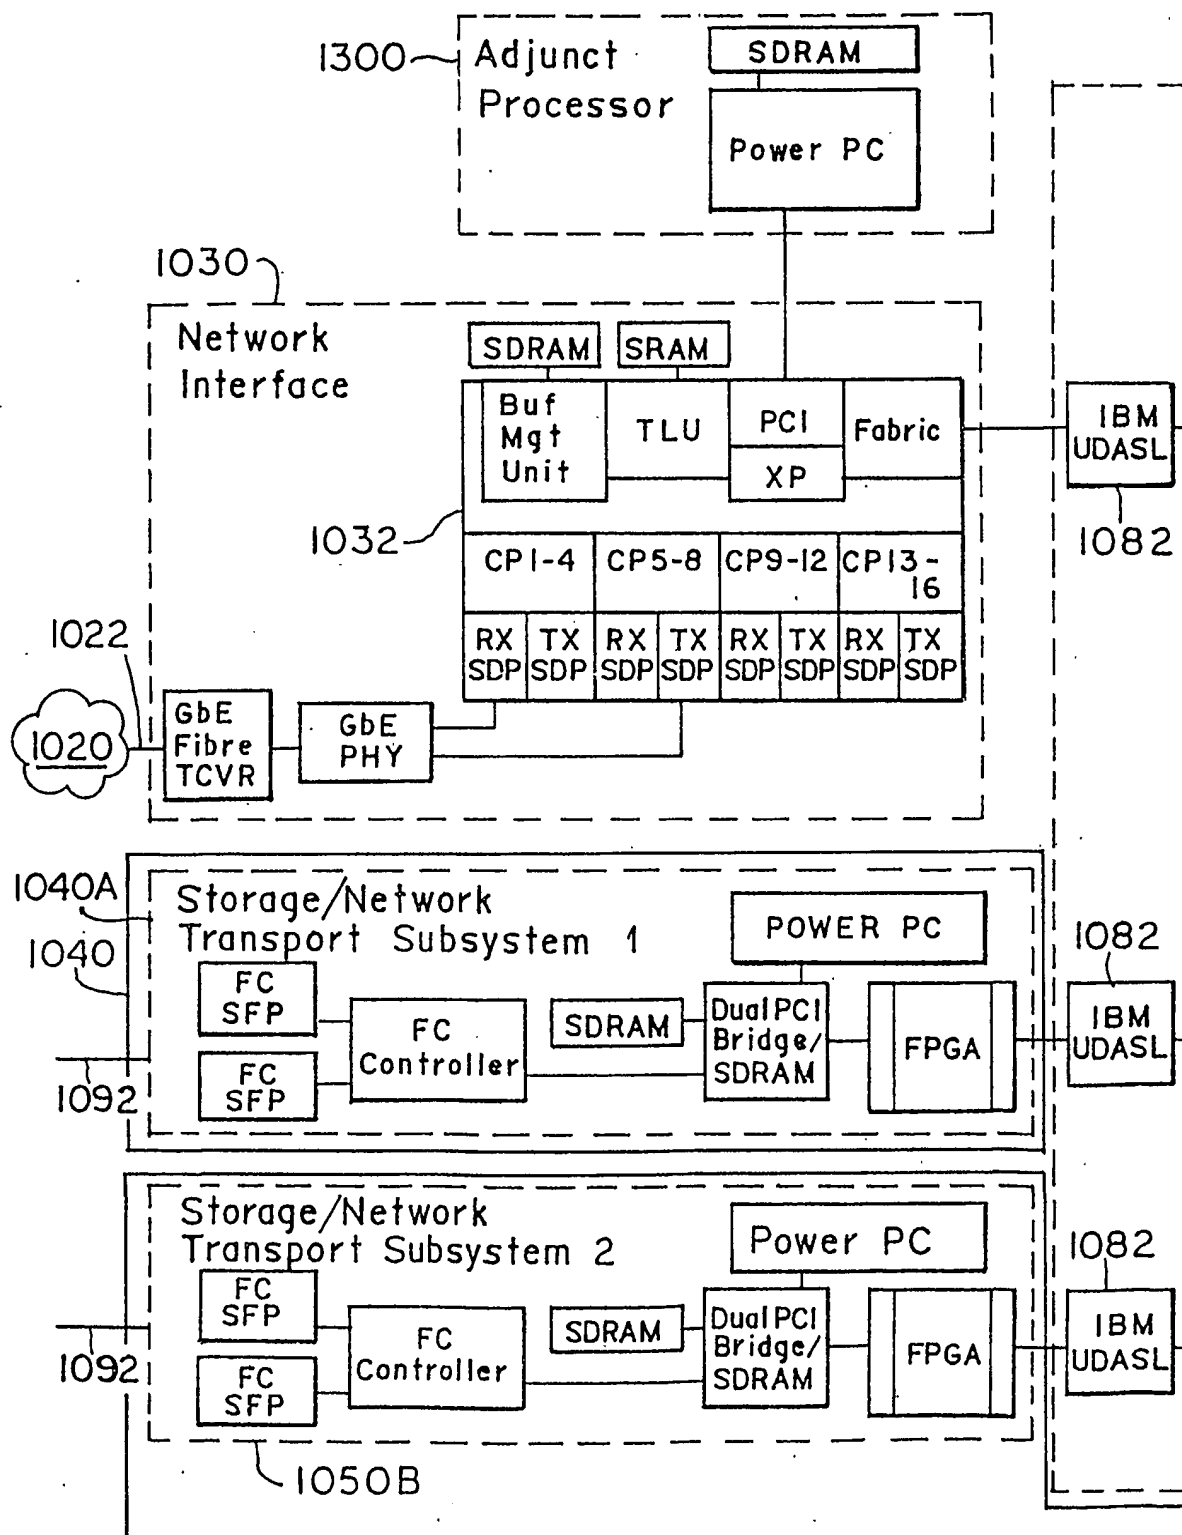 1300
Adjunct
Processor
SDRAM
Power PC
1030
Network
Interface
SDRAM
SRAM
Buf
Mgt
Unit
TLU
PCI
XP
Fabric
IBM
UDASL
1082
1032
CP1-4
CP5-8
CP9-12
CP13-
16
RX
SDP
TX
SDP
RX
SDP
TX
SDP
RX
SDP
TX
SDP
RX
SDP
TX
SDP
1022
1020
GbE
Fibre
TCVR
GbE
PHY
1040A
1040
Storage/Network
Transport Subsystem 1
POWER PC
FC
SFP
FC
SFP
FC
Controller
SDRAM
Dual PCI
Bridge/
SDRAM
FPGA
1082
IBM
UDASL
1092
Storage/Network
Transport Subsystem 2
Power PC
FC
SFP
FC
SFP
FC
Controller
SDRAM
Dual PCI
Bridge/
SDRAM
FPGA
1082
IBM
UDASL
1092
1050B